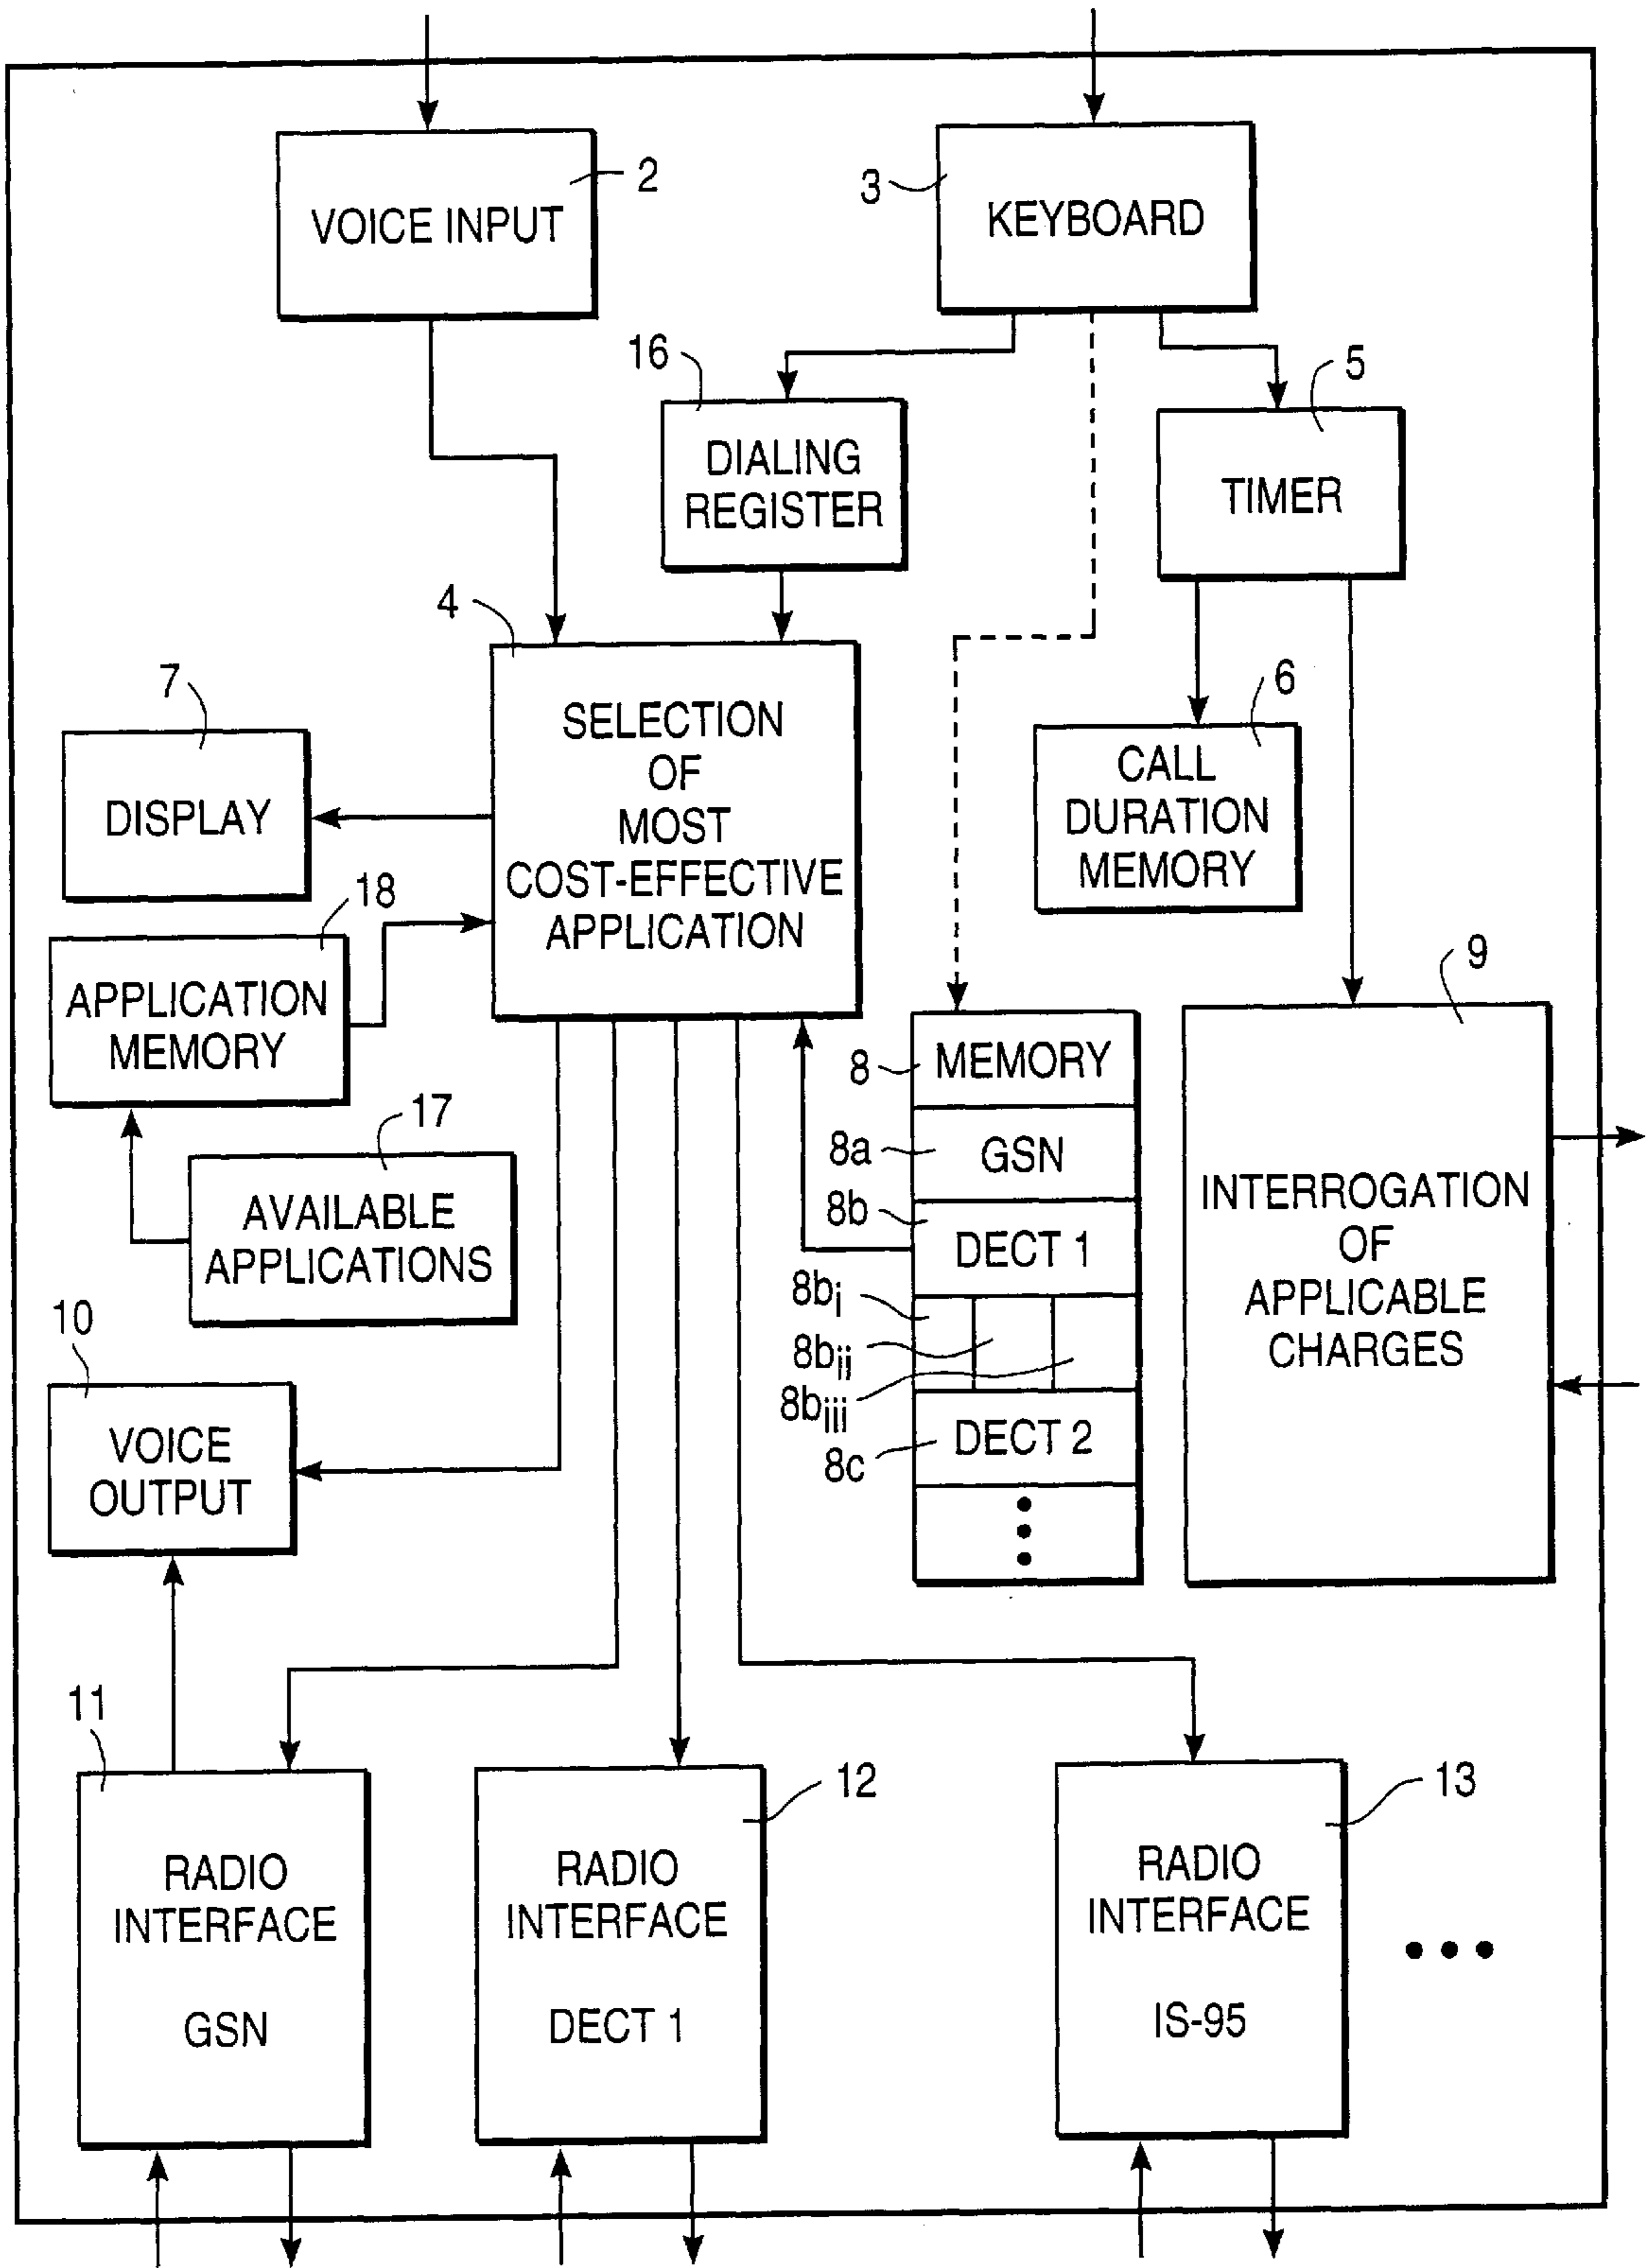 2
VOICE INPUT
3
KEYBOARD
16
DIALING
REGISTER
5
TIMER
4
SELECTION
OF
MOST
COST-EFFECTIVE
APPLICATION
7
DISPLAY
6
CALL
DURATION
MEMORY
18
APPLICATION
MEMORY
17
AVAILABLE
APPLICATIONS
8
MEMORY
8a
GSN
8b
DECT 1
8bi
8bii
8biii
DECT 2
8c
9
INTERROGATION
OF
APPLICABLE
CHARGES
10
VOICE
OUTPUT
11
RADIO
INTERFACE
GSN
12
RADIO
INTERFACE
DECT 1
13
RADIO
INTERFACE
IS-95